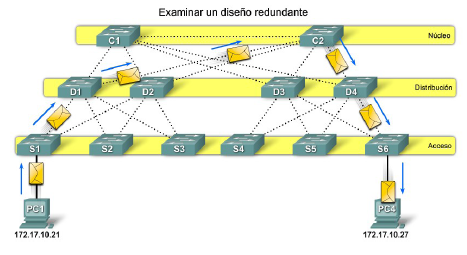 Examinar un diseño redundante
C1 C2 Núcleo
D1 D2 D3 D4 Distribución
S1 S2 S3 S4 S5 S6 Acceso
PC1 PC4
172.17.10.21 172.17.10.27